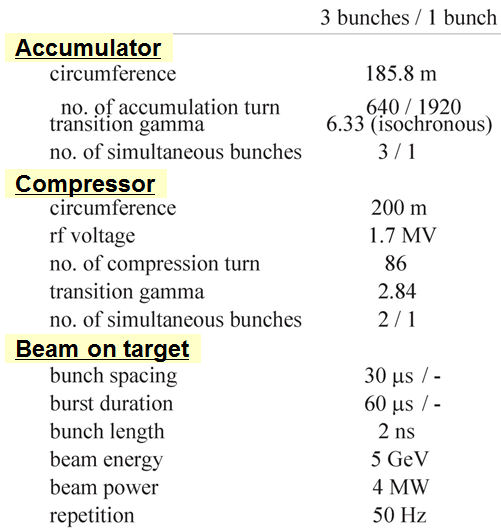 3 bunches / 1 bunch
Accumulator
circumference 185.8 m
no. of accumulation turn 640 / 1920
transition gamma 6.33 (isochronous)
no. of simultaneous bunches 3 / 1
Compressor
circumference 200 m
rf voltage 1.7 MV
no. of compression turn 86
transition gamma 2.84
no. of simultaneous bunches 2 / 1
Beam on target
bunch spacing 30 μs / -
burst duration 60 μs / -
bunch length 2 ns
beam energy 5 GeV
beam power 4 MW
repetition 50 Hz